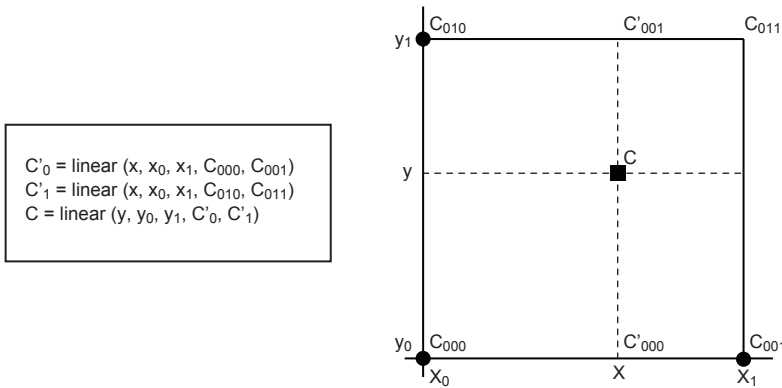 C'₀ = linear (x, x₀, x₁, C₀₀₀, C₀₀₁)
C'₁ = linear (x, x₀, x₁, C₀₁₀, C₀₁₁)
C = linear (y, y₀, y₁, C'₀, C'₁)
y₁ C₀₁₀ C'₀₀₁ C₀₁₁
y C
y₀ C₀₀₀ C'₀₀₀ C₀₀₁
X₀ X X₁